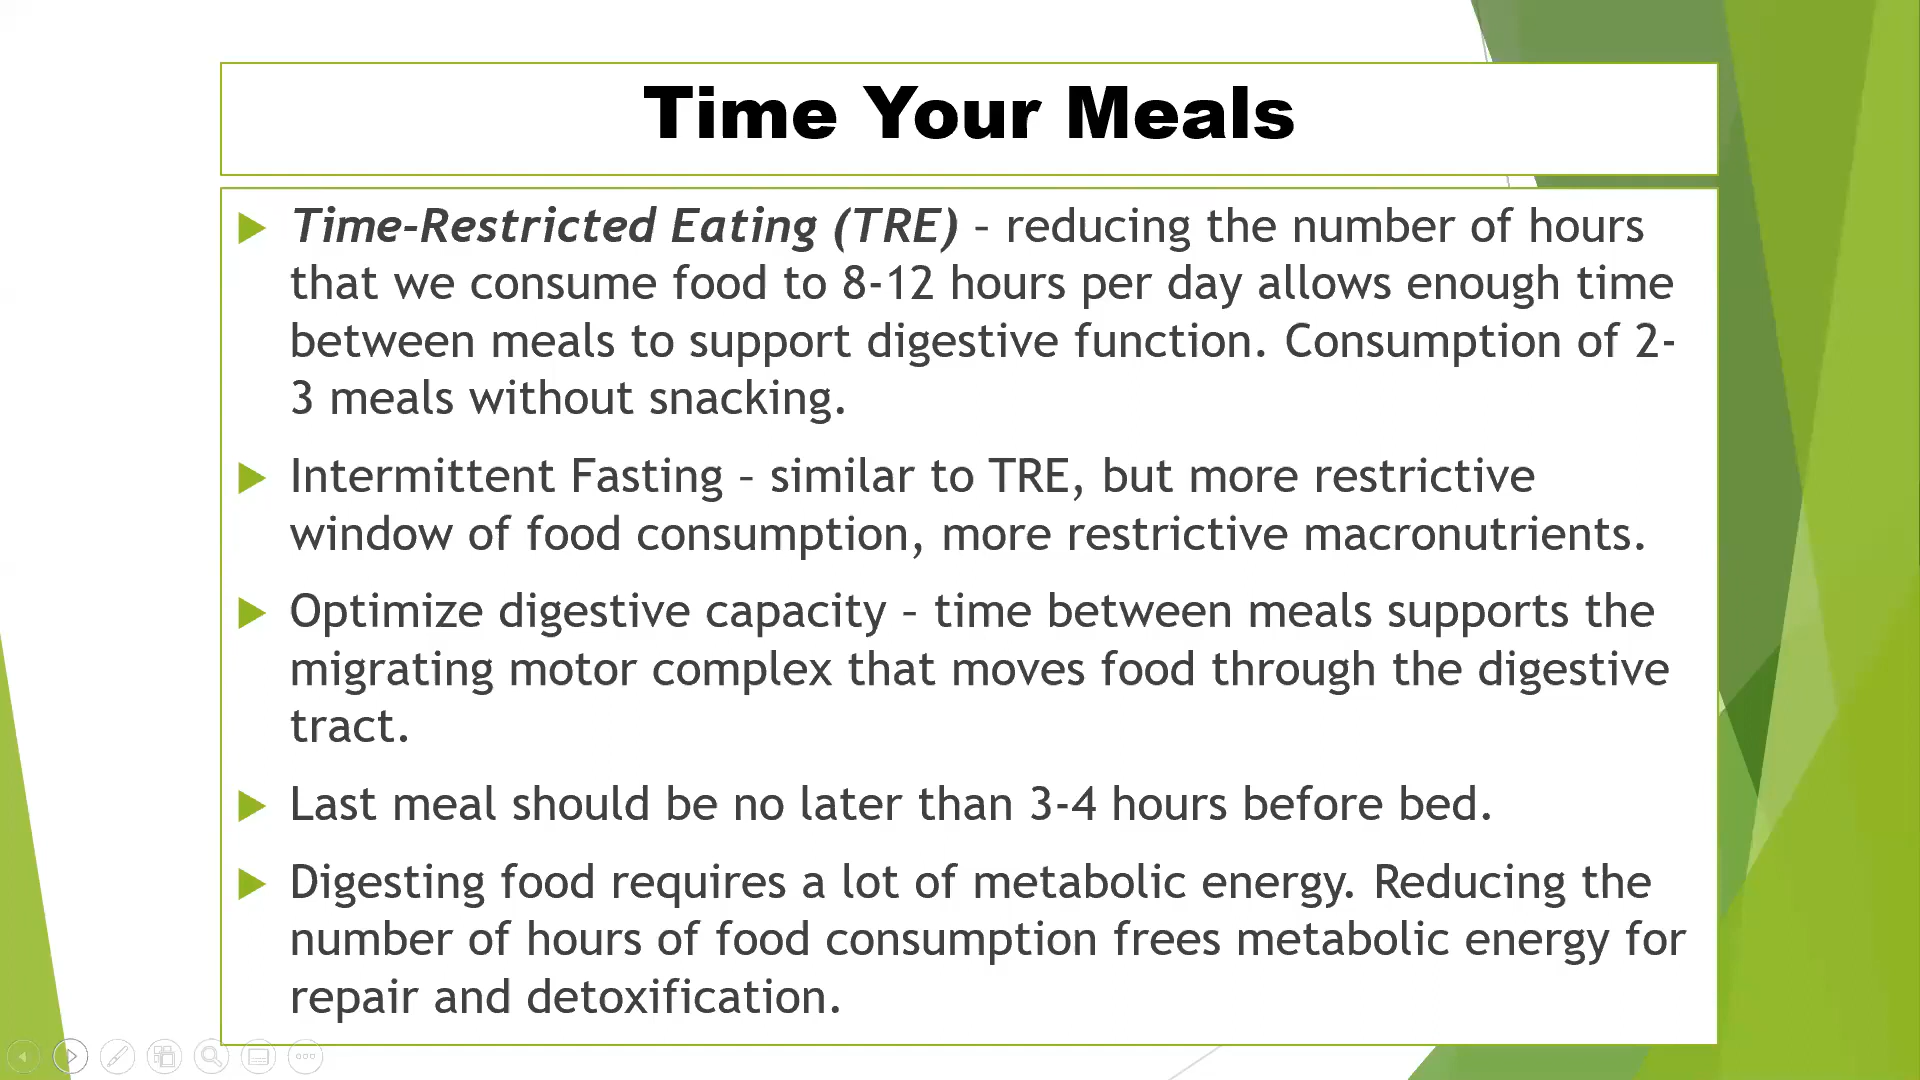 Time Your Meals
Time-Restricted Eating (TRE) – reducing the number of hours
that we consume food to 8-12 hours per day allows enough time
between meals to support digestive function. Consumption of 2-
3 meals without snacking.
Intermittent Fasting – similar to TRE, but more restrictive
window of food consumption, more restrictive macronutrients.
Optimize digestive capacity – time between meals supports the
migrating motor complex that moves food through the digestive
tract.
Last meal should be no later than 3-4 hours before bed.
Digesting food requires a lot of metabolic energy. Reducing the
number of hours of food consumption frees metabolic energy for
repair and detoxification.